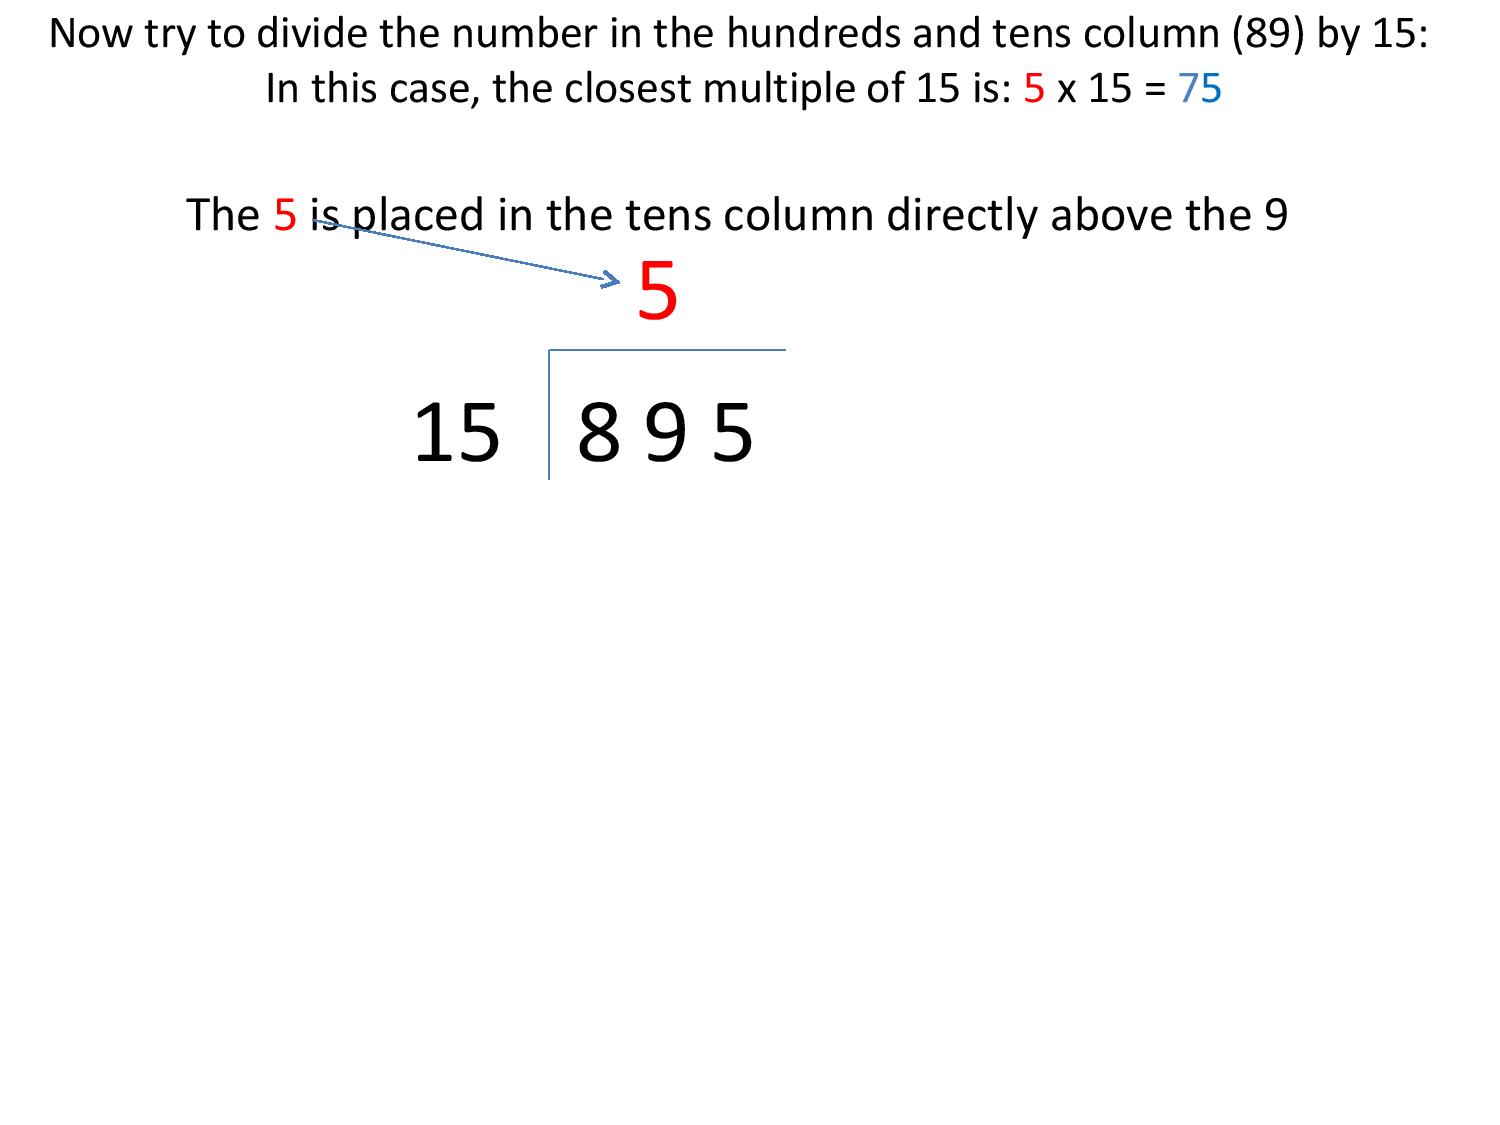 Now try to divide the number in the hundreds and tens column (89) by 15:
In this case, the closest multiple of 15 is: 5 x 15 = 75
The 5 is placed in the tens column directly above the 9
5
15 8 9 5